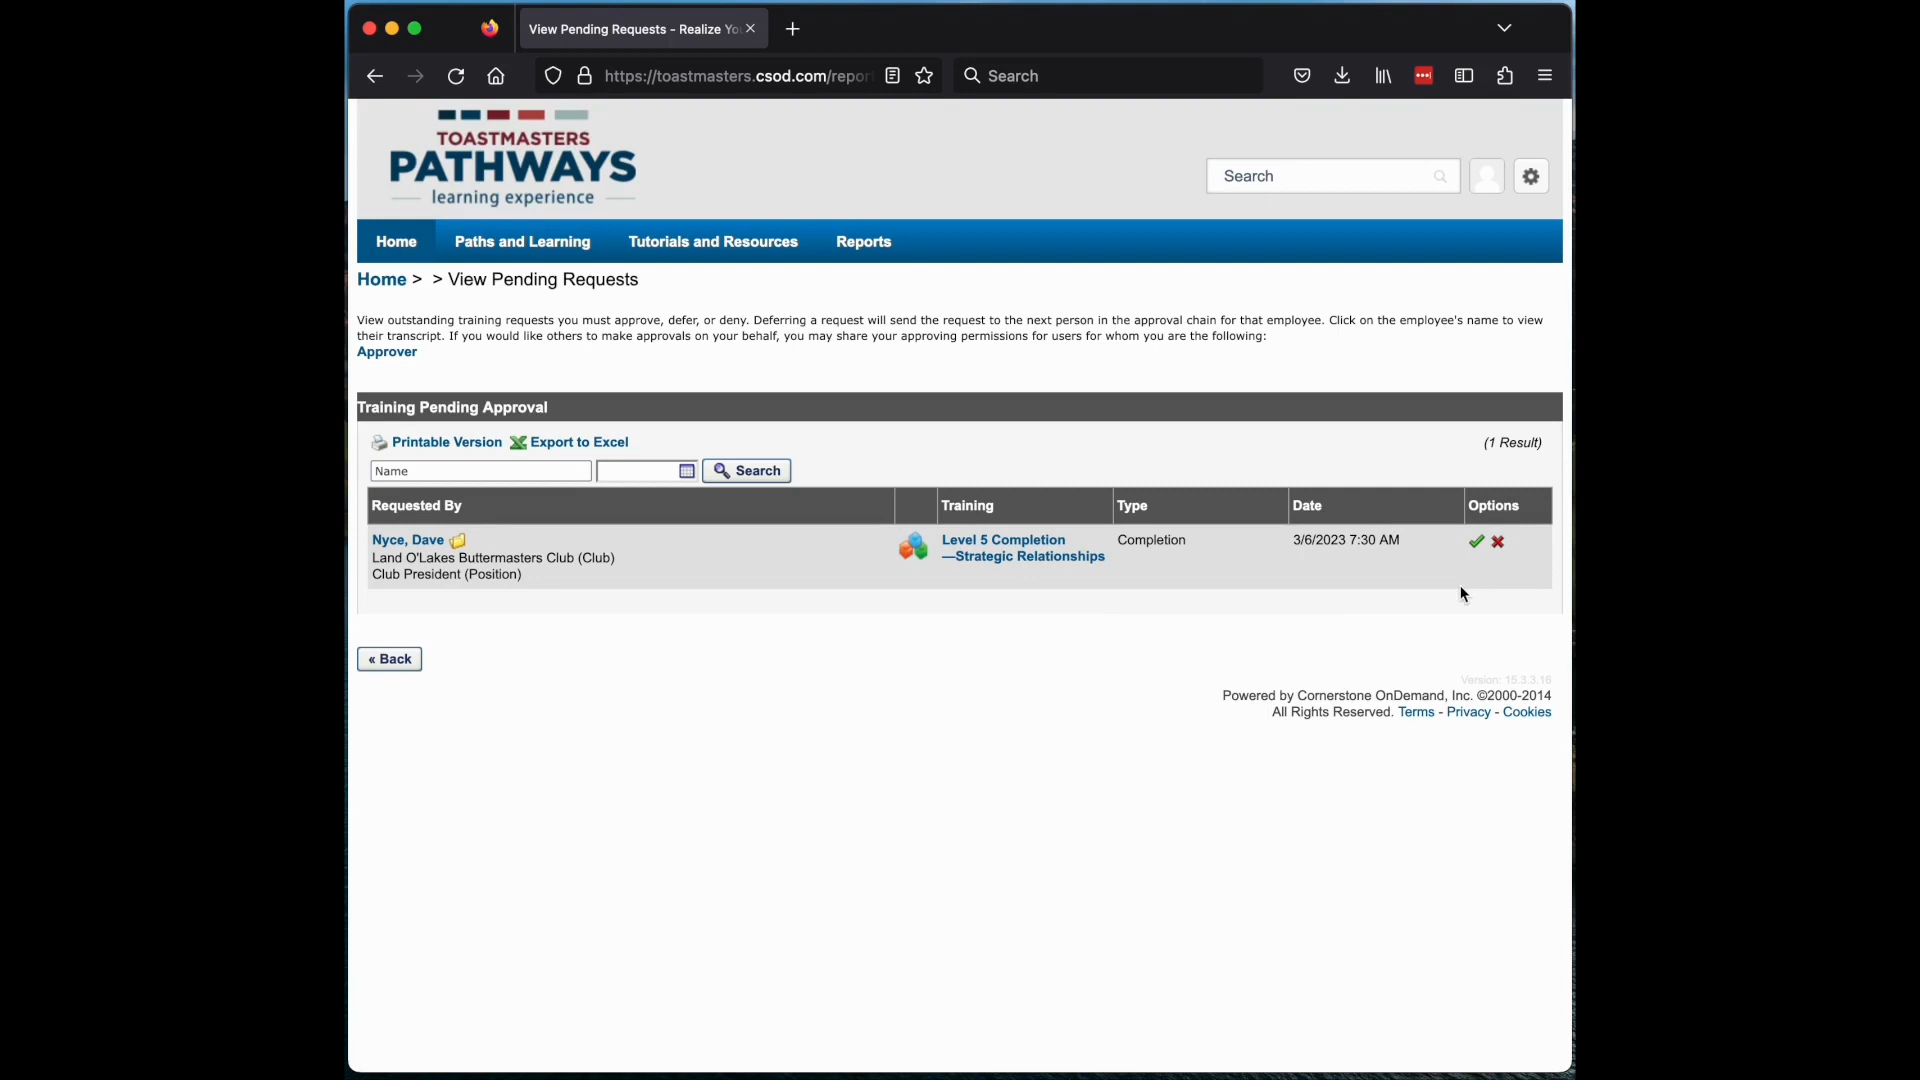 View Pending Requests - Realize Yo
https://toastmasters.csod.com/repor
Search
TOASTMASTERS
PATHWAYS
learning experience
Search
Home
Paths and Learning
Tutorials and Resources
Reports
Home > > View Pending Requests
View outstanding training requests you must approve, defer, or deny. Deferring a request will send the request to the next person in the approval chain for that employee. Click on the employee's name to view
their transcript. If you would like others to make approvals on your behalf, you may share your approving permissions for users for whom you are the following:
Approver
Training Pending Approval
Printable Version Export to Excel
(1 Result)
Name
Search
Requested By Training Type Date Options
Nyce, Dave
Land O'Lakes Buttermasters Club (Club)
Club President (Position)
Level 5 Completion
—Strategic Relationships
Completion
3/6/2023 7:30 AM
« Back
Version: 15.3.3.16
Powered by Cornerstone OnDemand, Inc. ©2000-2014
All Rights Reserved. Terms - Privacy - Cookies